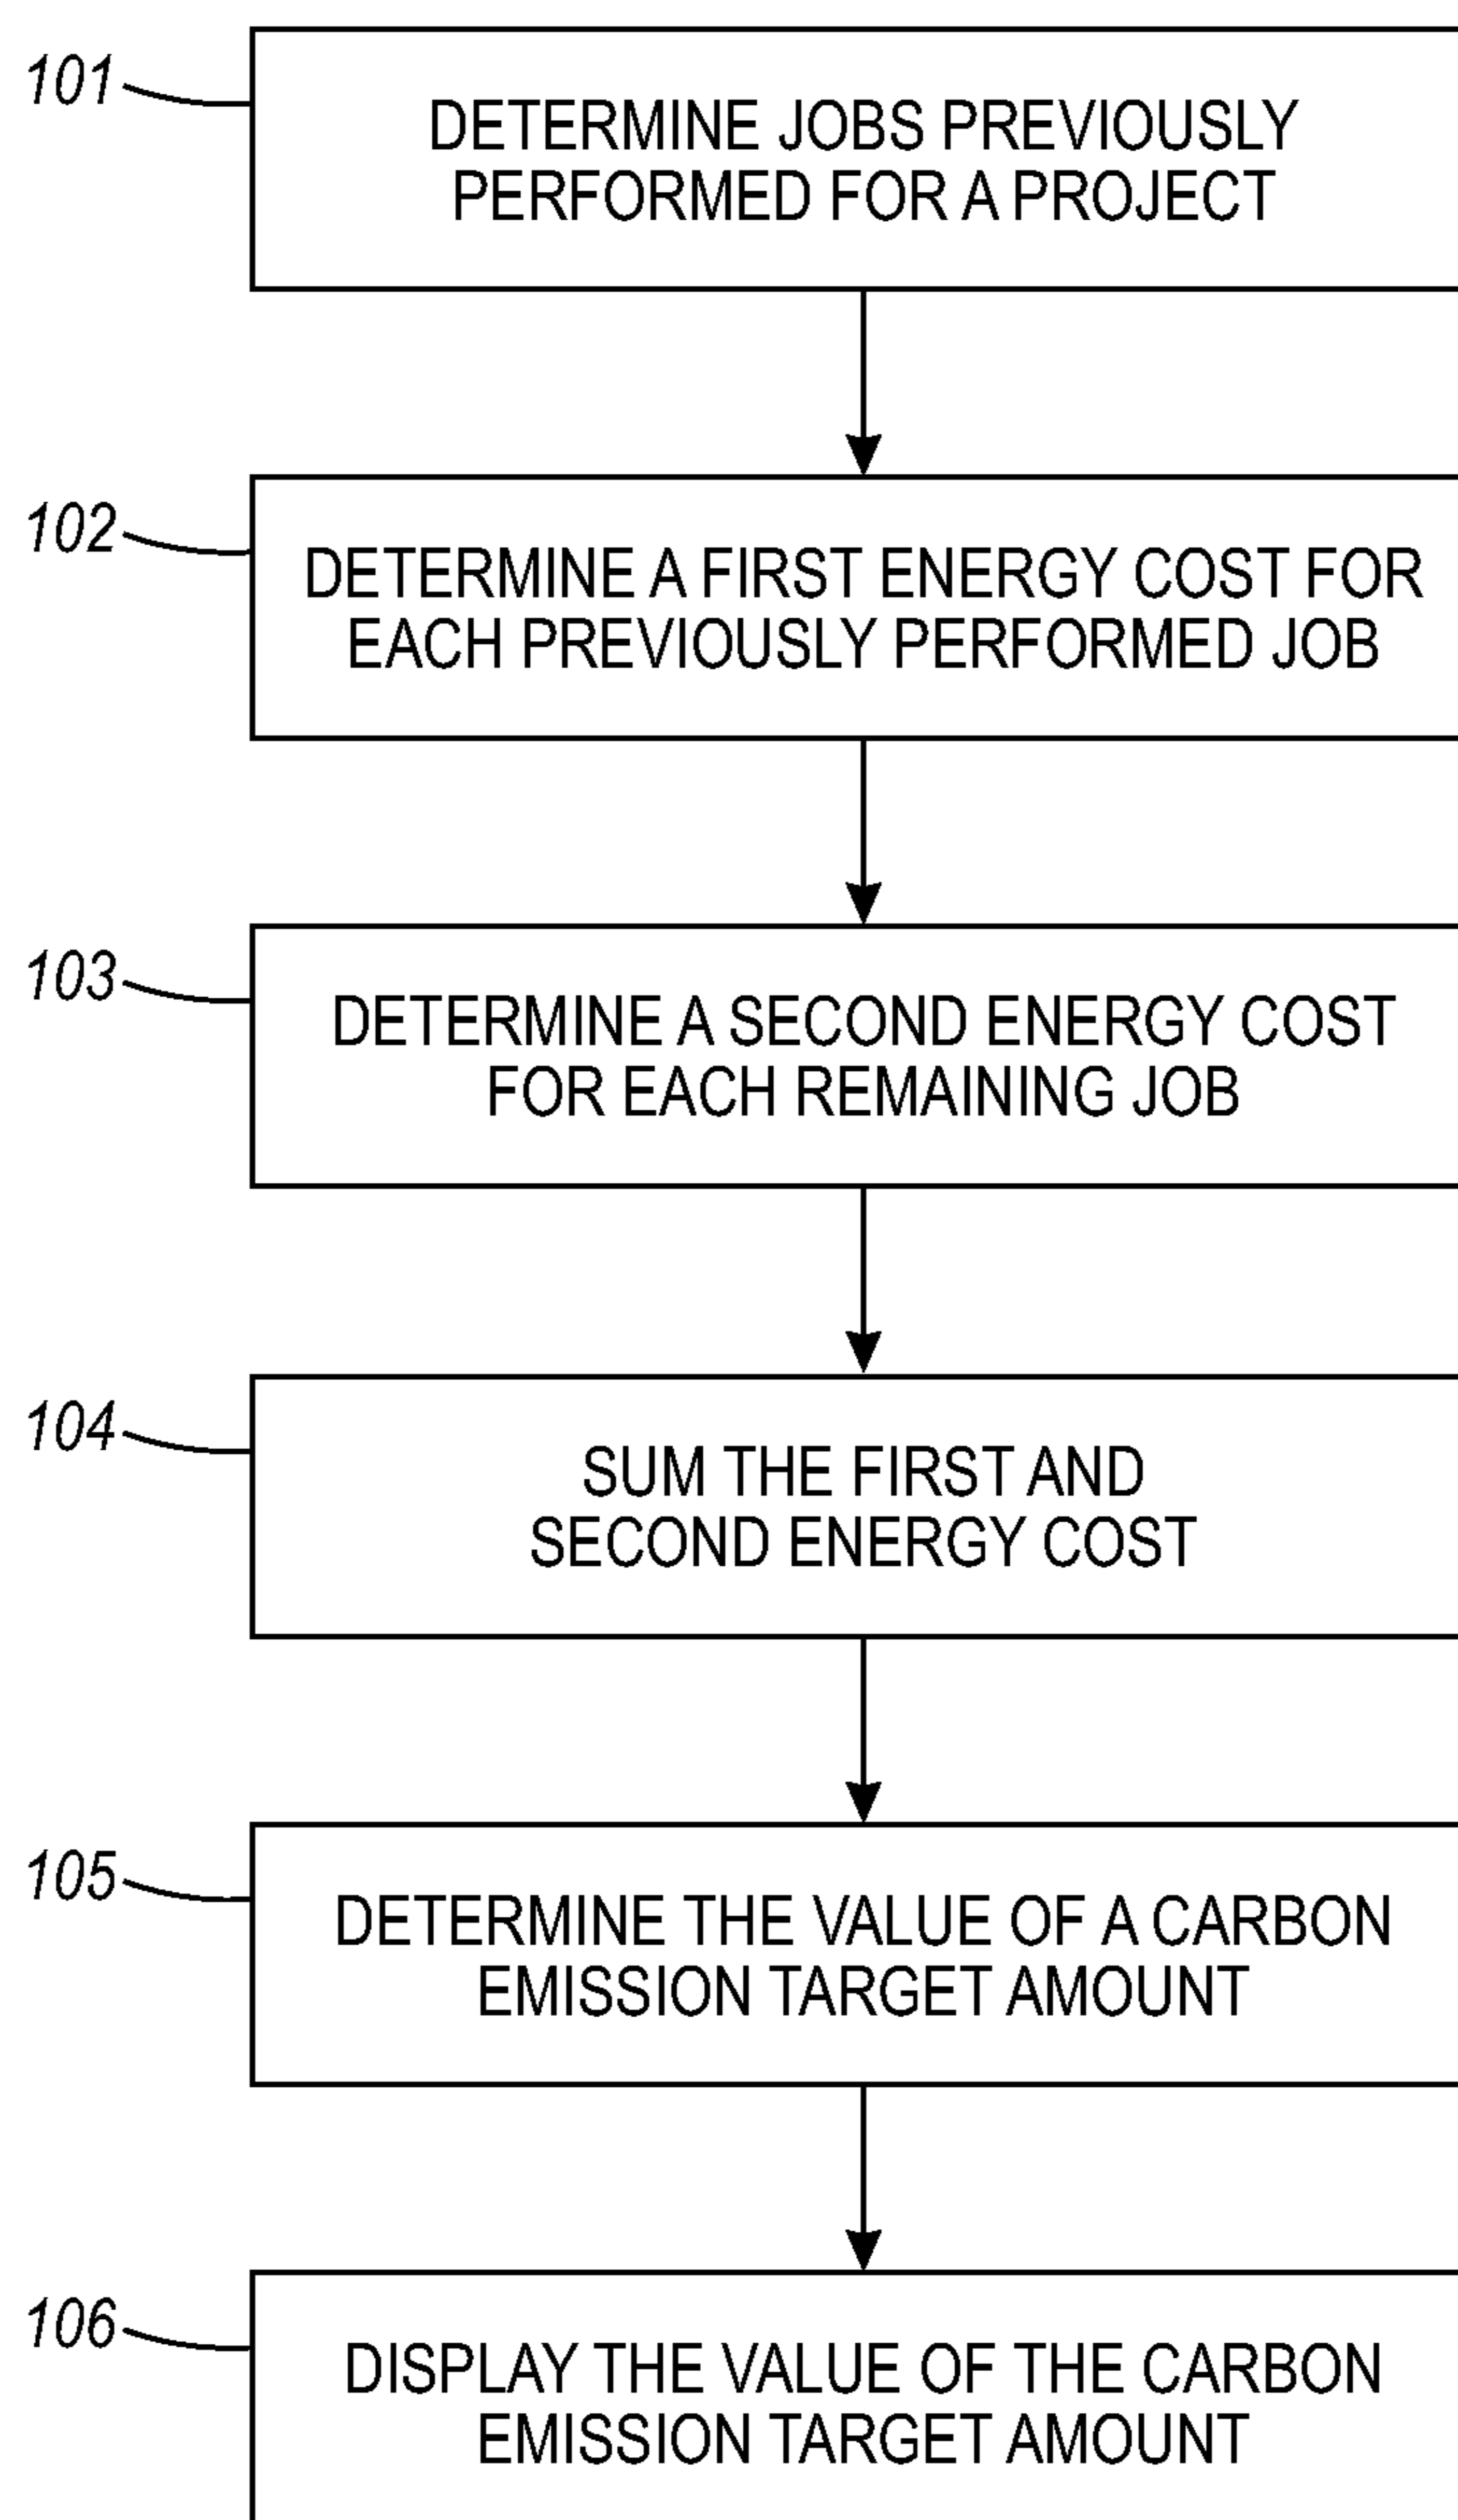 101
DETERMINE JOBS PREVIOUSLY
PERFORMED FOR A PROJECT
102
DETERMINE A FIRST ENERGY COST FOR
EACH PREVIOUSLY PERFORMED JOB
103
DETERMINE A SECOND ENERGY COST
FOR EACH REMAINING JOB
104
SUM THE FIRST AND
SECOND ENERGY COST
105
DETERMINE THE VALUE OF A CARBON
EMISSION TARGET AMOUNT
106
DISPLAY THE VALUE OF THE CARBON
EMISSION TARGET AMOUNT